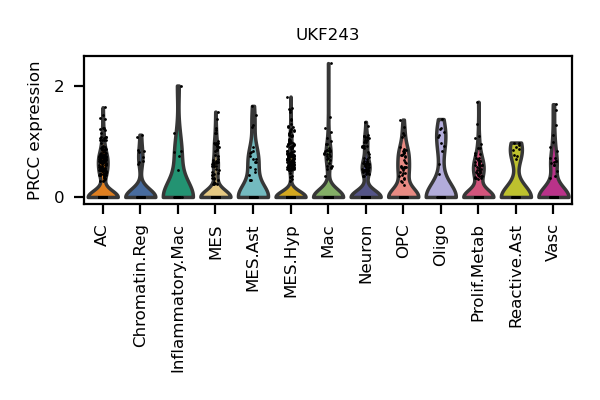 UKF243
PRCC expression
2
0
AC
Chromatin.Reg
Inflammatory.Mac
MES
MES.Ast
MES.Hyp
Mac
Neuron
OPC
Oligo
Prolif.Metab
Reactive.Ast
Vasc